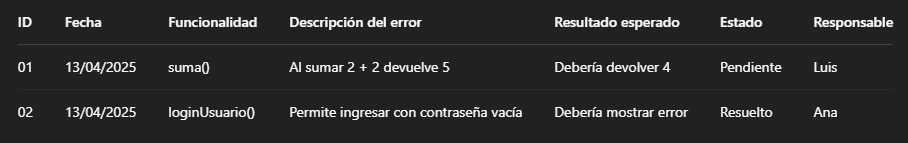 ID Fecha Funcionalidad Descripción del error Resultado esperado Estado Responsable
01 13/04/2025 suma() Al sumar 2 + 2 devuelve 5 Debería devolver 4 Pendiente Luis
02 13/04/2025 loginUsuario() Permite ingresar con contraseña vacía Debería mostrar error Resuelto Ana